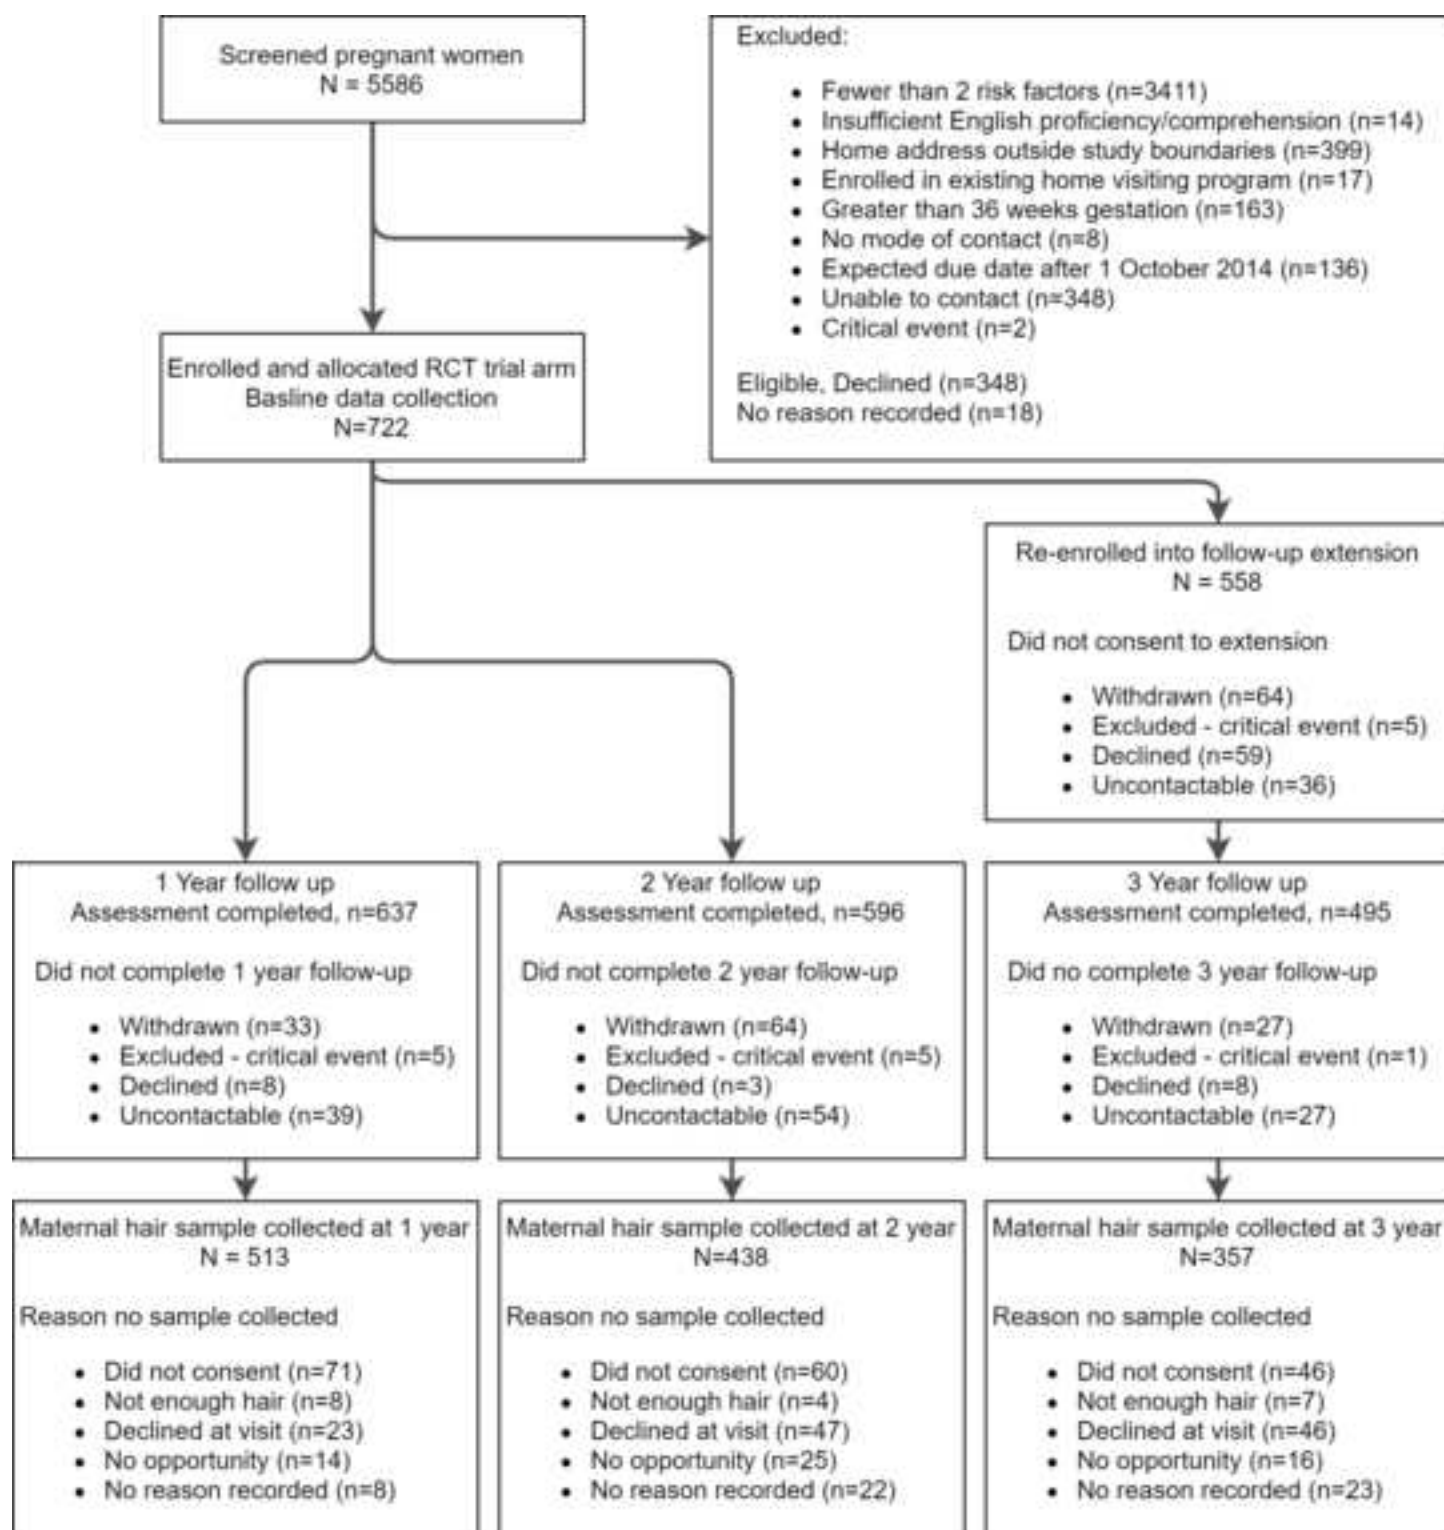 Screened pregnant women
N = 5586
Excluded:
• Fewer than 2 risk factors (n=3411)
• Insufficient English proficiency/comprehension (n=14)
• Home address outside study boundaries (n=399)
• Enrolled in existing home visiting program (n=17)
• Greater than 36 weeks gestation (n=163)
• No mode of contact (n=8)
• Expected due date after 1 October 2014 (n=136)
• Unable to contact (n=348)
• Critical event (n=2)
Eligible, Declined (n=348)
No reason recorded (n=18)
Enrolled and allocated RCT trial arm
Basline data collection
N=722
Re-enrolled into follow-up extension
N = 558
Did not consent to extension
• Withdrawn (n=64)
• Excluded - critical event (n=5)
• Declined (n=59)
• Uncontactable (n=36)
1 Year follow up
Assessment completed, n=637
Did not complete 1 year follow-up
• Withdrawn (n=33)
• Excluded - critical event (n=5)
• Declined (n=8)
• Uncontactable (n=39)
2 Year follow up
Assessment completed, n=596
Did not complete 2 year follow-up
• Withdrawn (n=64)
• Excluded - critical event (n=5)
• Declined (n=3)
• Uncontactable (n=54)
3 Year follow up
Assessment completed, n=495
Did no complete 3 year follow-up
• Withdrawn (n=27)
• Excluded - critical event (n=1)
• Declined (n=8)
• Uncontactable (n=27)
Maternal hair sample collected at 1 year
N = 513
Reason no sample collected
• Did not consent (n=71)
• Not enough hair (n=8)
• Declined at visit (n=23)
• No opportunity (n=14)
• No reason recorded (n=8)
Maternal hair sample collected at 2 year
N=438
Reason no sample collected
• Did not consent (n=60)
• Not enough hair (n=4)
• Declined at visit (n=47)
• No opportunity (n=25)
• No reason recorded (n=22)
Maternal hair sample collected at 3 year
N=357
Reason no sample collected
• Did not consent (n=46)
• Not enough hair (n=7)
• Declined at visit (n=46)
• No opportunity (n=16)
• No reason recorded (n=23)